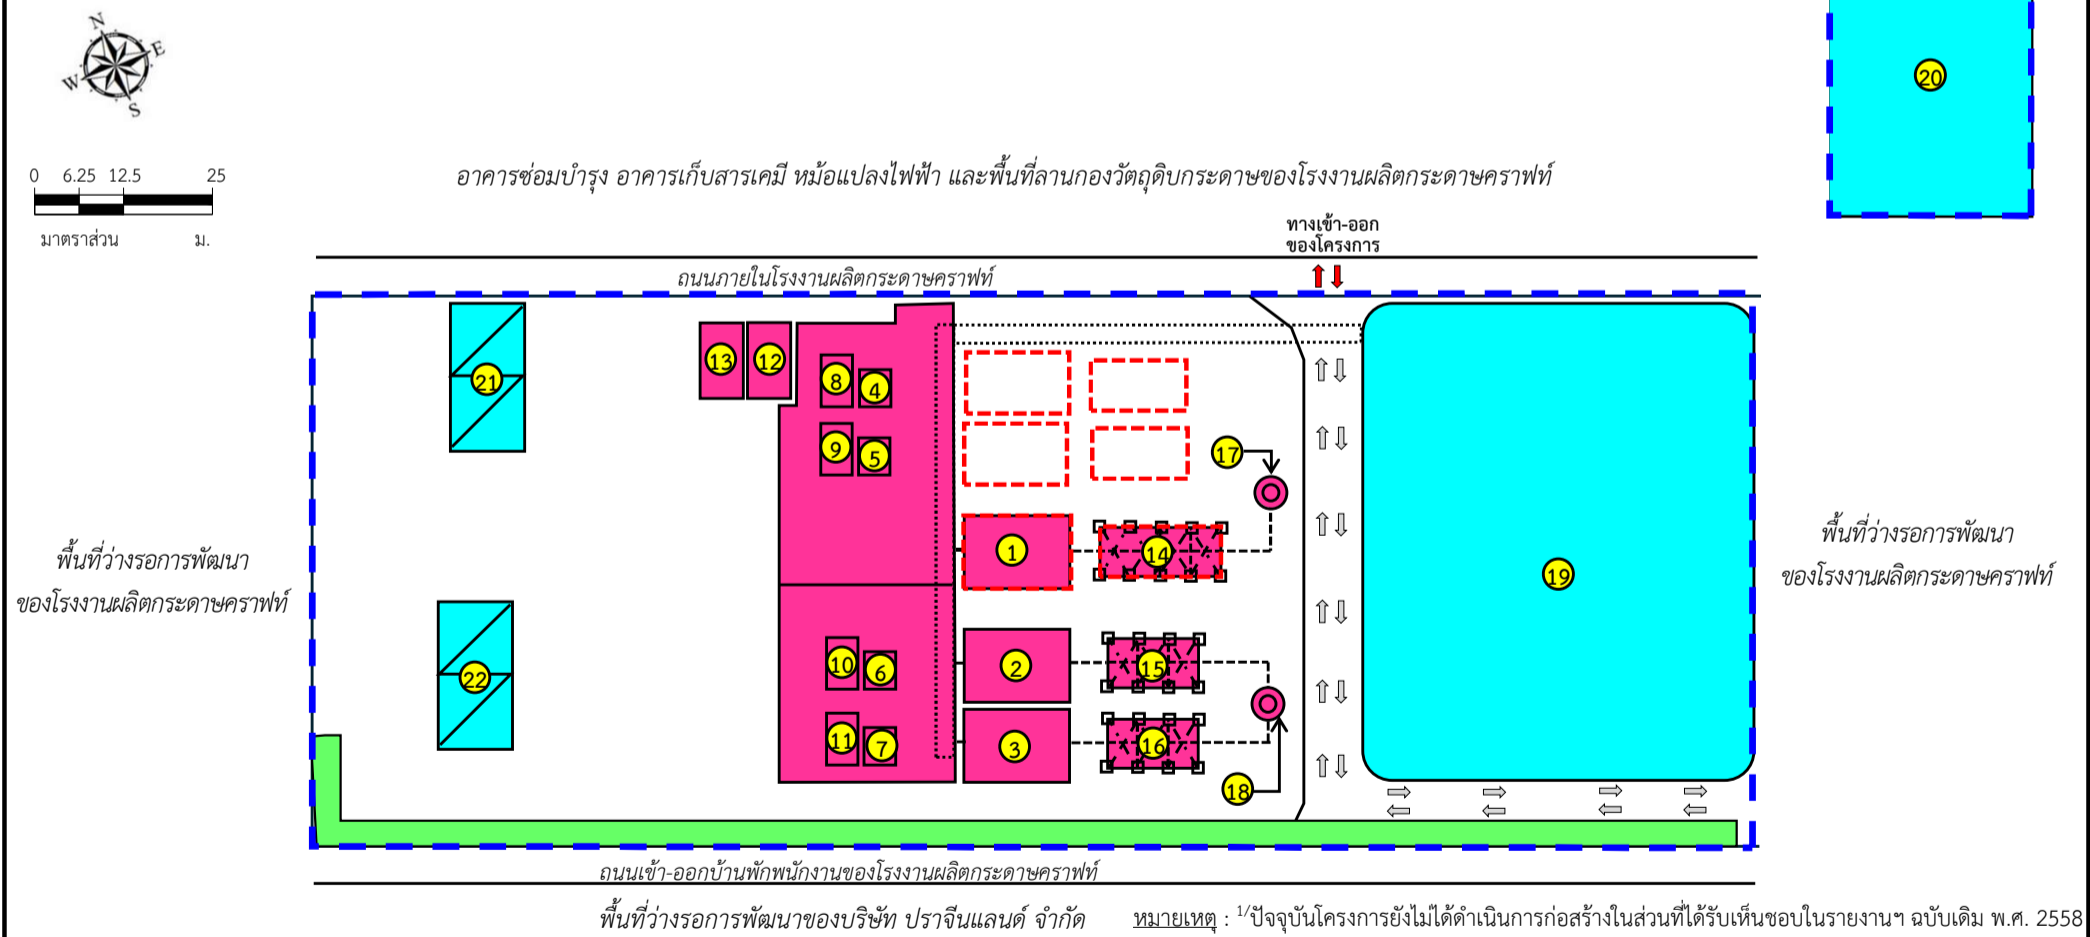 N
E
W
S
20
0 6.25 12.5 25
มาตราส่วน ม.
อาคารซ่อมบำรุง อาคารเก็บสารเคมี หม้อแปลงไฟฟ้า และพื้นที่ลานกองวัตถุดิบกระดาษของโรงงานผลิตกระดาษคราฟท์
ทางเข้า-ออก
ของโครงการ
ถนนภายในโรงงานผลิตกระดาษคราฟท์
13 12 8 4
21
9 5 17
1 14
พื้นที่ว่างรอการพัฒนา
ของโรงงานผลิตกระดาษคราฟท์
19
พื้นที่ว่างรอการพัฒนา
ของโรงงานผลิตกระดาษคราฟท์
22 10 6 2 15
11 7 3 16
18
ถนนเข้า-ออกบ้านพักพนักงานของโรงงานผลิตกระดาษคราฟท์
พื้นที่ว่างรอการพัฒนาของบริษัท ปราจีนแลนด์ จำกัด
หมายเหตุ : 1/ปัจจุบันโครงการยังไม่ได้ดำเนินการก่อสร้างในส่วนที่ได้รับเห็นชอบในรายงานฯ ฉบับเดิม พ.ศ. 2558